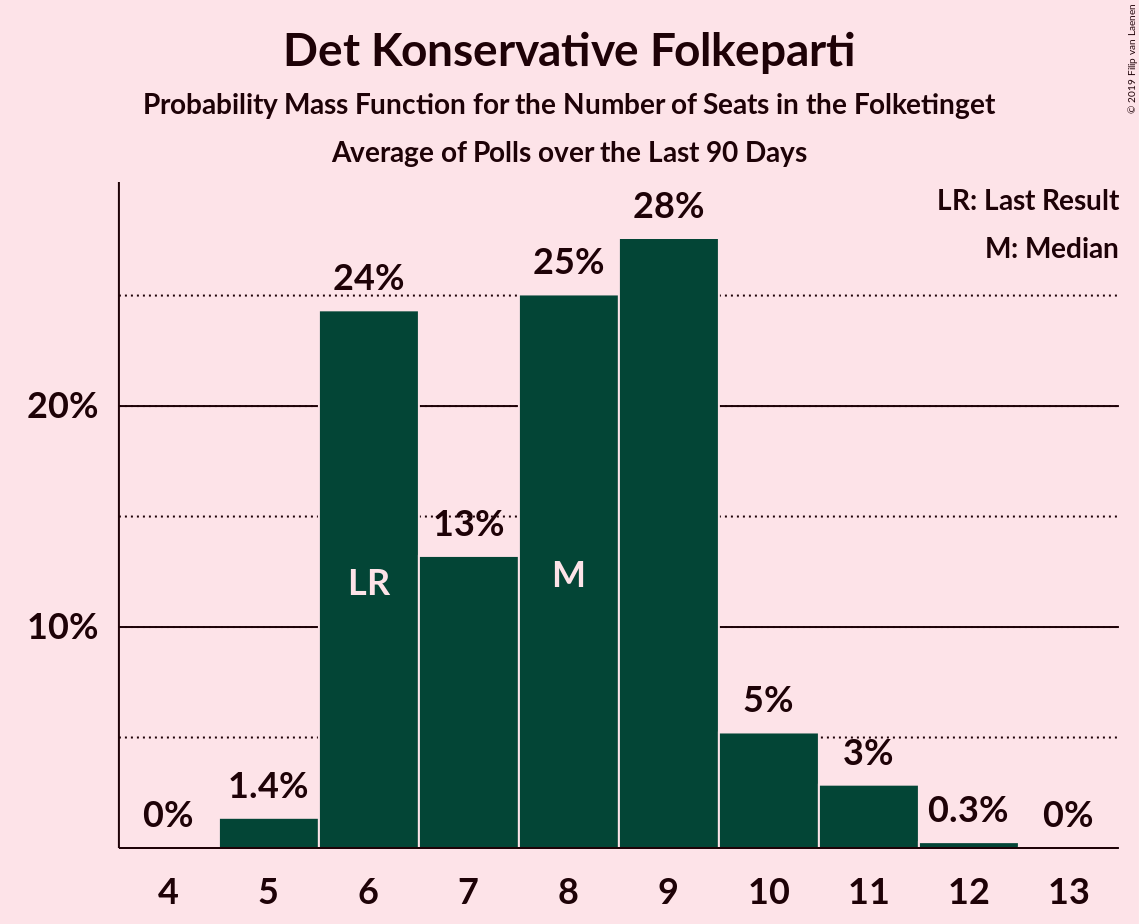 Det Konservative Folkeparti
Probability Mass Function for the Number of Seats in the Folketinget
Average of Polls over the Last 90 Days
© 2019 Filip van Laenen
LR: Last Result
M: Median
28%
25%
24%
20%
13%
LR
M
10%
5%
3%
1.4%
0.3%
0%
0%
4 5 6 7 8 9 10 11 12 13